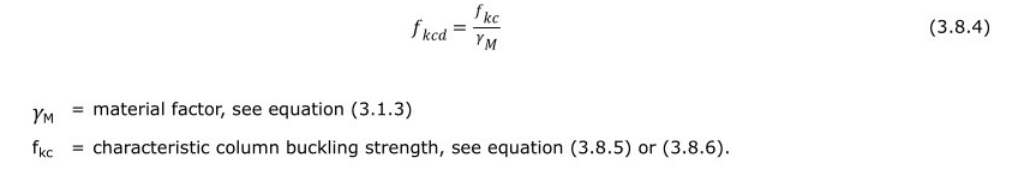 f_kcd = f_kc / γ_M (3.8.4)
γ_M = material factor, see equation (3.1.3)
f_kc = characteristic column buckling strength, see equation (3.8.5) or (3.8.6).